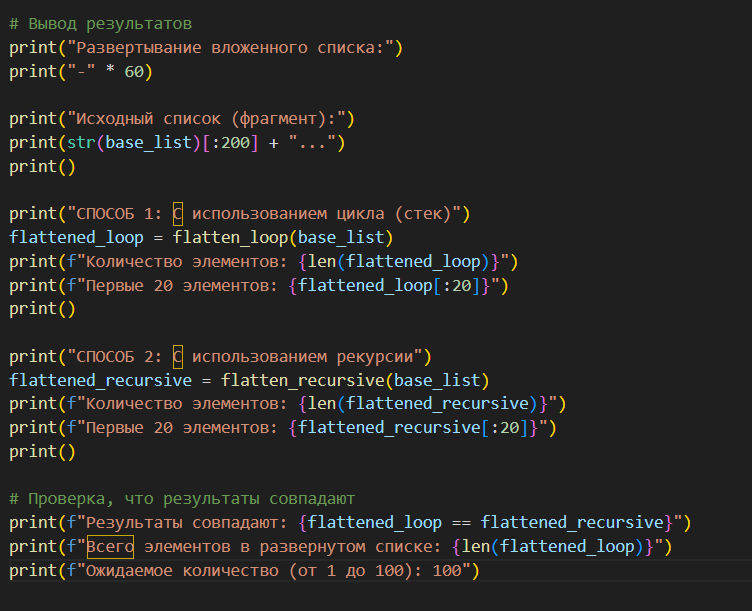 # Вывод результатов
print("Развертывание вложенного списка:")
print("-" * 60)
print("Исходный список (фрагмент):")
print(str(base_list)[:200] + "...")
print()
print("СПОСОБ 1: С использованием цикла (стек)")
flattened_loop = flatten_loop(base_list)
print(f"Количество элементов: {len(flattened_loop)}")
print(f"Первые 20 элементов: {flattened_loop[:20]}")
print()
print("СПОСОБ 2: С использованием рекурсии")
flattened_recursive = flatten_recursive(base_list)
print(f"Количество элементов: {len(flattened_recursive)}")
print(f"Первые 20 элементов: {flattened_recursive[:20]}")
print()
# Проверка, что результаты совпадают
print(f"Результаты совпадают: {flattened_loop == flattened_recursive}")
print(f"Всего элементов в развернутом списке: {len(flattened_loop)}")
print(f"Ожидаемое количество (от 1 до 100): 100")